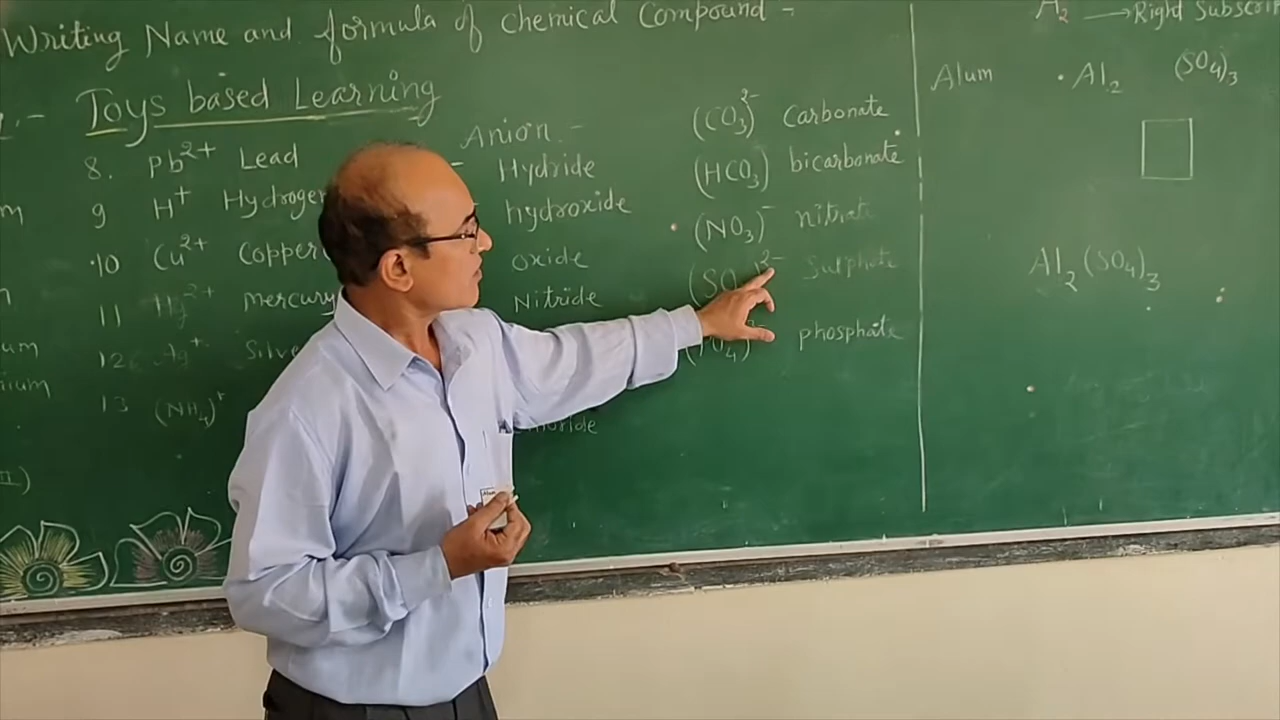 Writing Name and formula of chemical Compound -
Toys based Learning
8. Pb2+ Lead
9 H+ Hydrogen
10 Cu2+ Copper
11 Hg2+ Mercury
12 Ag+
13 (NH4)+
Anion -
Hydride
hydroxide
oxide
Nitride
(CO3)2- Carbonate
(HCO3) bicarbonate
(NO3)- nitrate
2- Sulphate
phosphate
A2 → Right
Alum Al2 (SO4)3
Al2(SO4)3